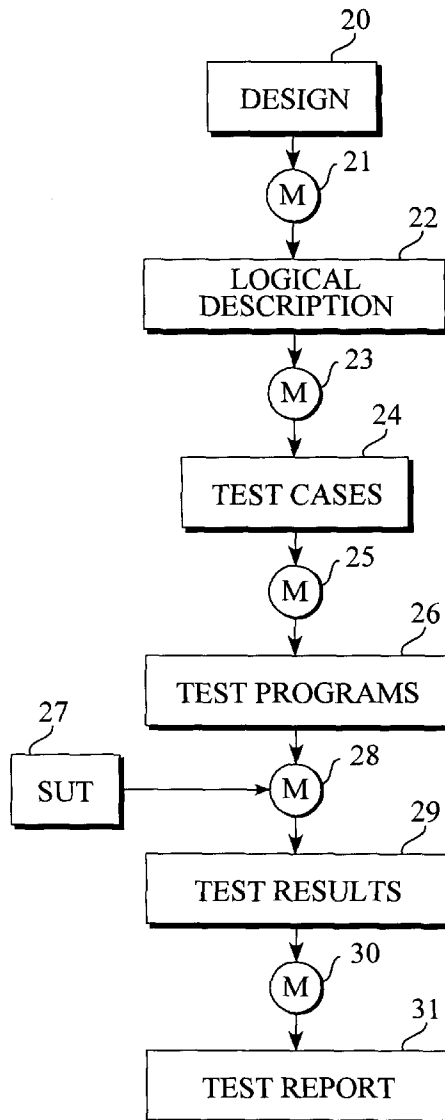 20
DESIGN
21
M
22
LOGICAL
DESCRIPTION
23
M
24
TEST CASES
25
M
26
TEST PROGRAMS
27
SUT
28
M
29
TEST RESULTS
30
M
31
TEST REPORT